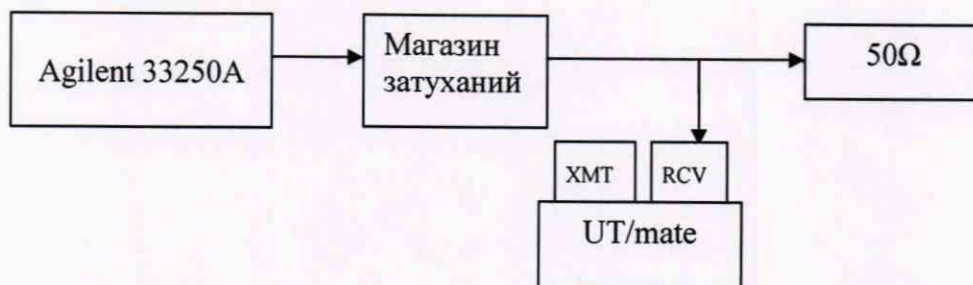 Agilent 33250A
Магазин
затуханий
50Ω
XMT
RCV
UT/mate